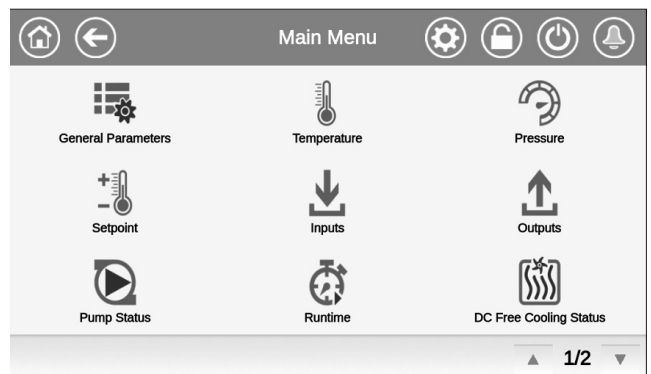 Main Menu
General Parameters
Temperature
Pressure
Setpoint
Inputs
Outputs
Pump Status
Runtime
DC Free Cooling Status
1/2